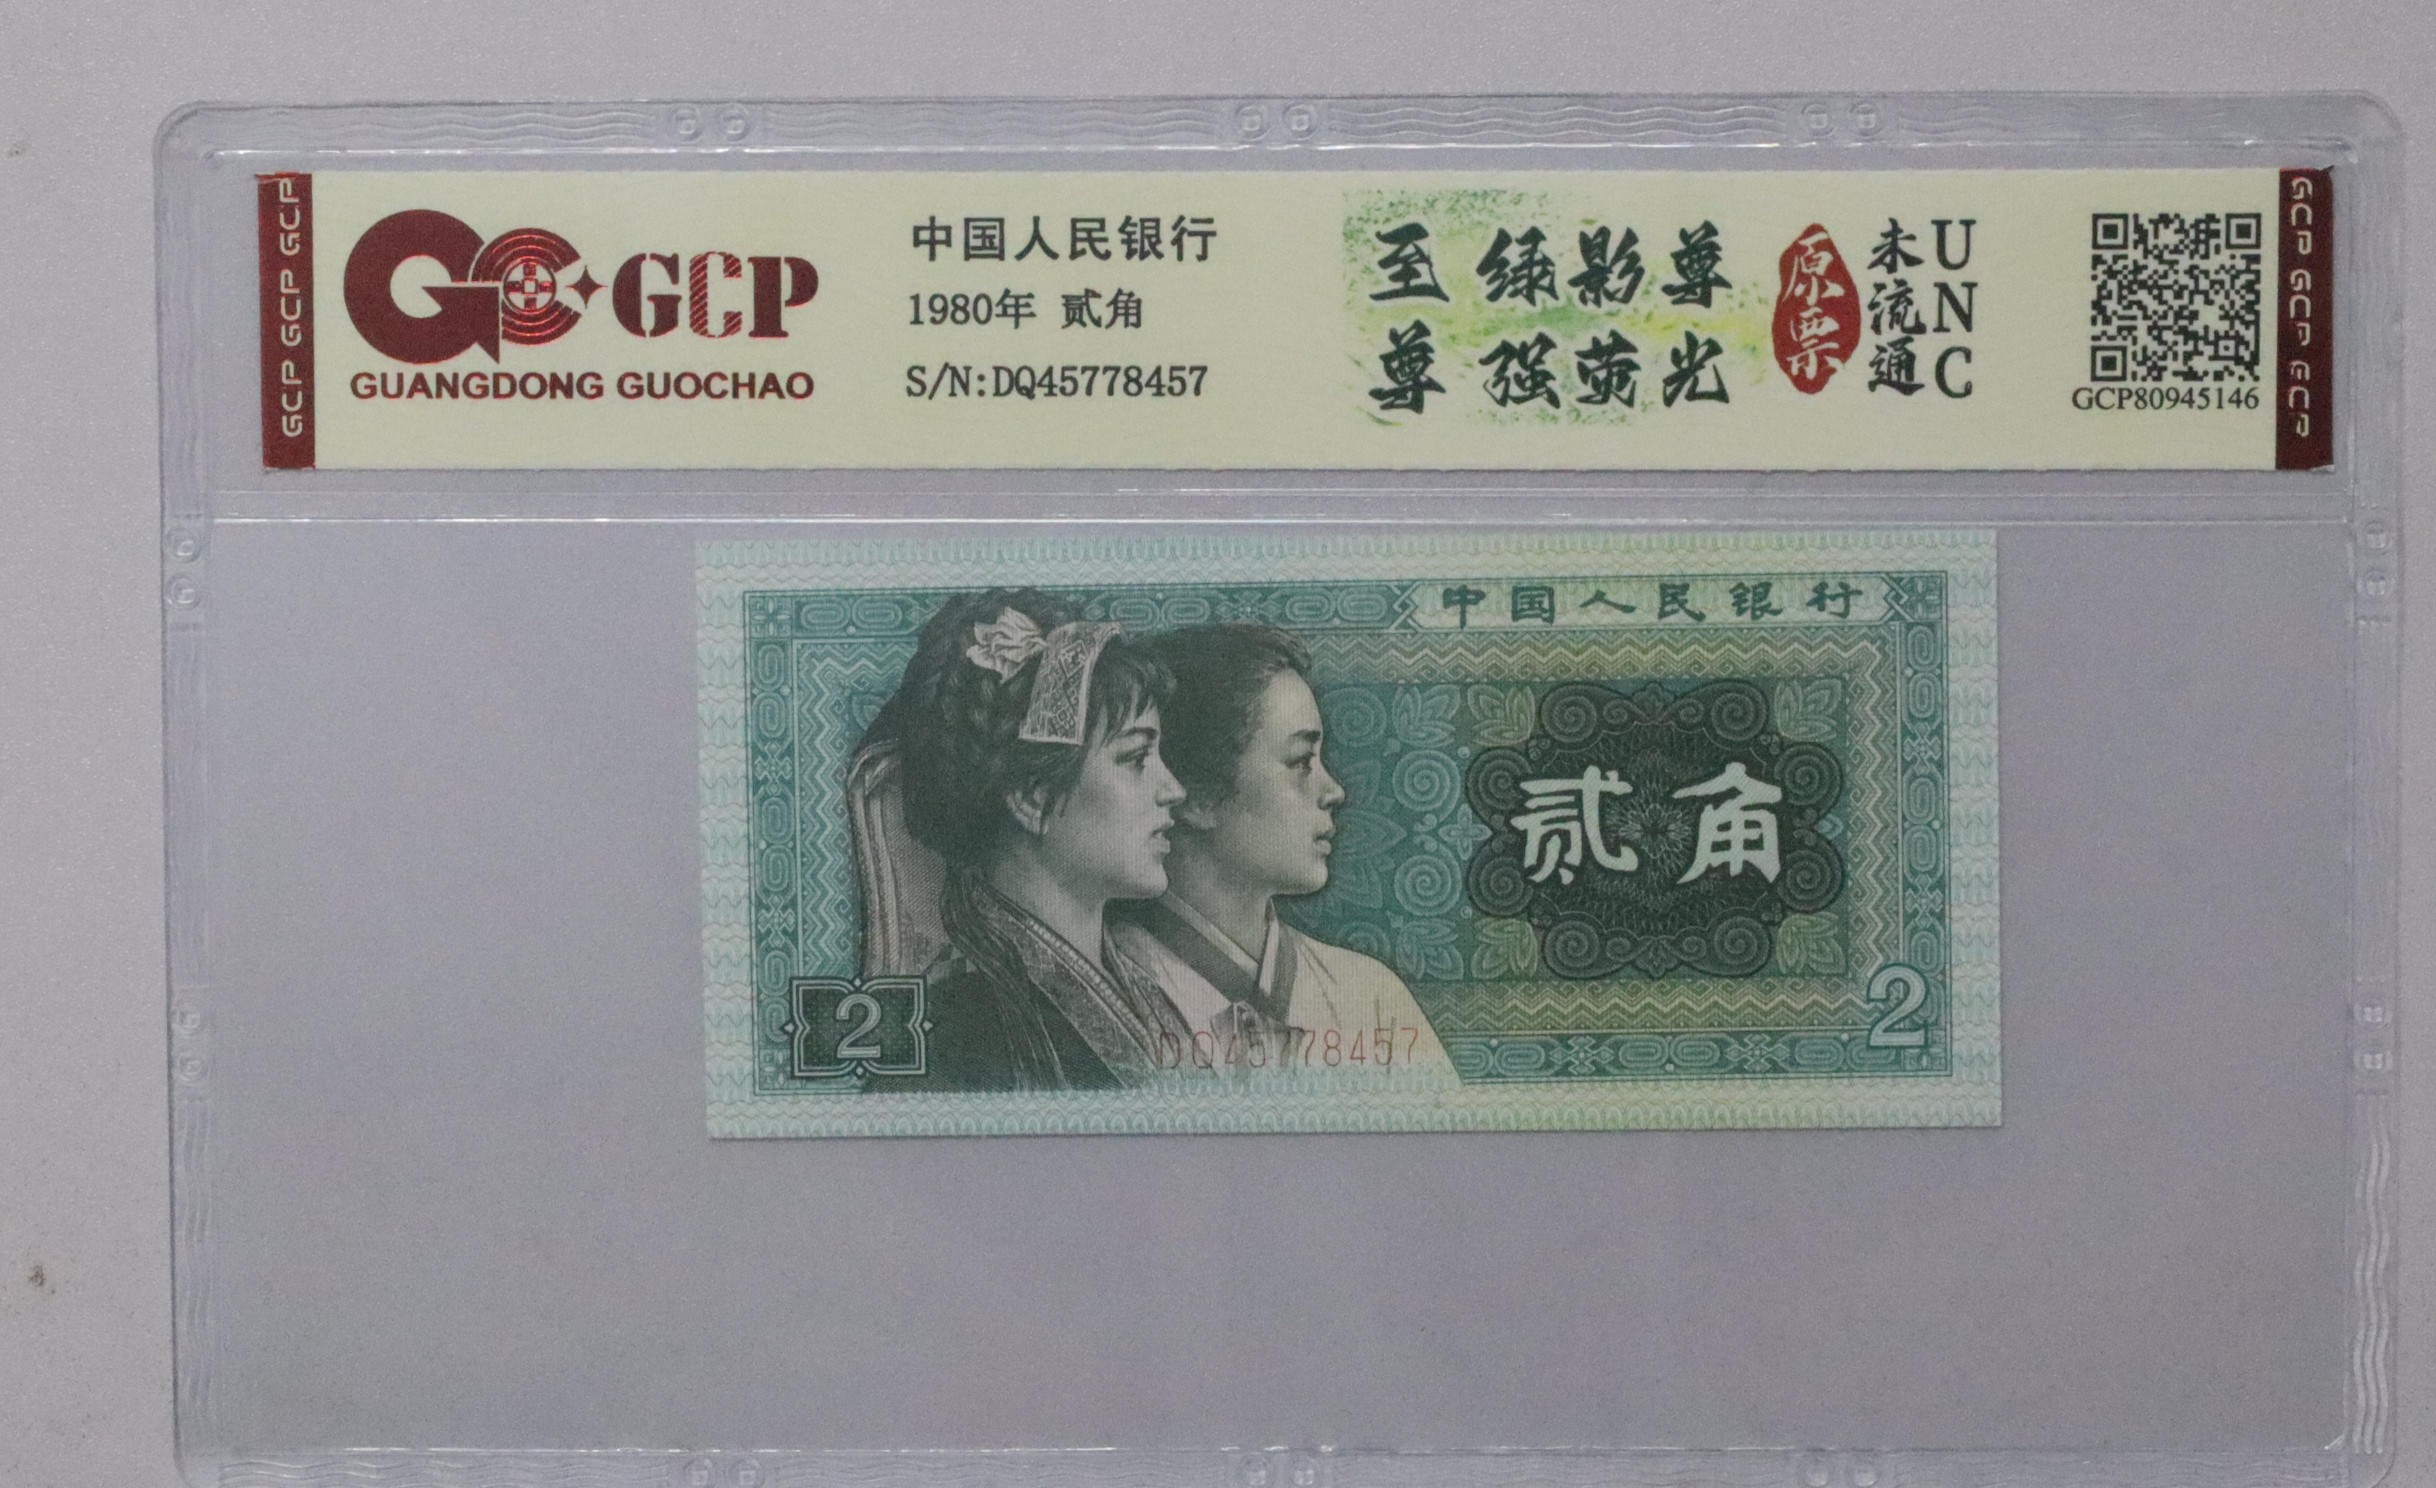 GCP GCP GCP
GCP
GUANGDONG GUOCHAO
中国人民银行
1980年 贰角
S/N:DQ45778457
至尊
绿影尊
强荧光
原票
未流通
UNC
GCP80945146
GCP GCP GCP
中国人民银行
贰角
2
DQ45778457
2